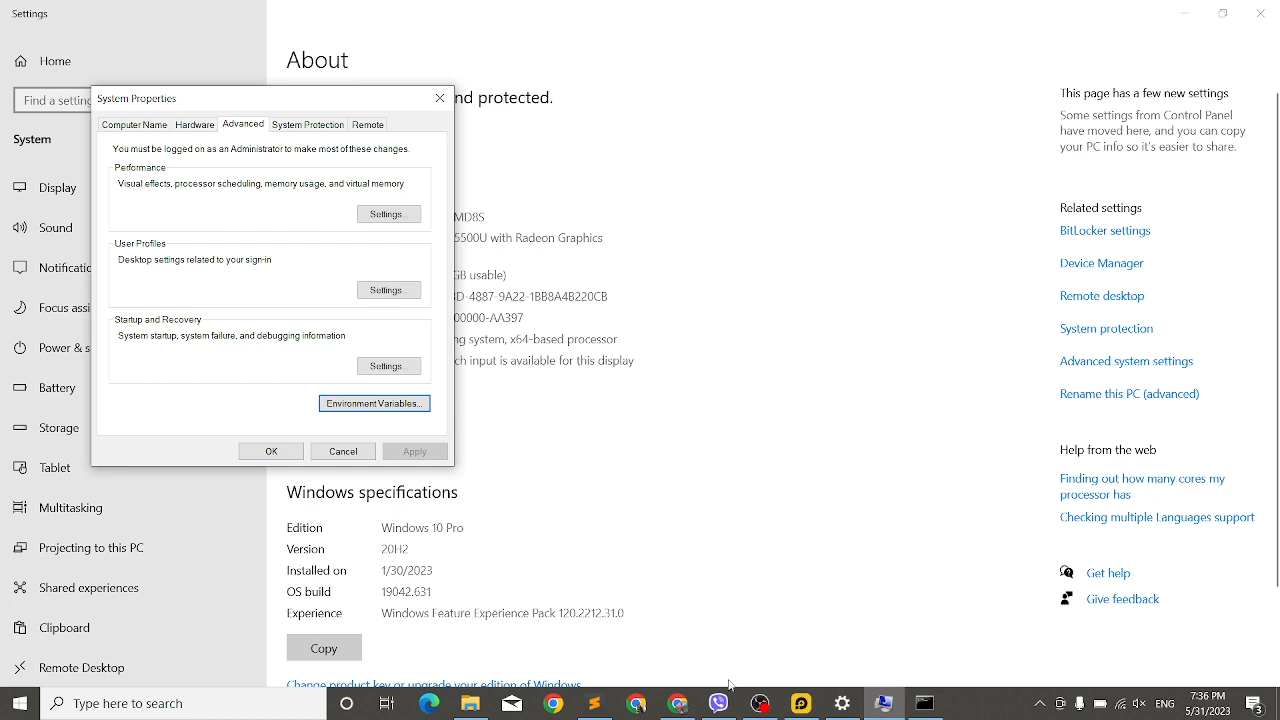 Settings
Home
Find a setting
System
Display
Sound
Notificatio
Focus assi
Power & s
Battery
Storage
Tablet
Multitasking
Projecting to this PC
Shared experiences
Clipboard
Remote Desktop
System Properties
Computer Name
Hardware
Advanced
System Protection
Remote
You must be logged on as an Administrator to make most of these changes.
Performance
Visual effects, processor scheduling, memory usage, and virtual memory
Settings...
User Profiles
Desktop settings related to your sign-in
Settings...
Startup and Recovery
System startup, system failure, and debugging information
Settings...
Environment Variables...
OK
Cancel
Apply
About
nd protected.
MD8S
5500U with Radeon Graphics
GB usable)
D-4887-9A22-1BB8A4B220CB
00000-AA397
ng system, x64-based processor
ch input is available for this display
Windows specifications
Edition Windows 10 Pro
Version 20H2
Installed on 1/30/2023
OS build 19042.631
Experience Windows Feature Experience Pack 120.2212.31.0
Copy
Change product key or upgrade your edition of Windows
This page has a few new settings
Some settings from Control Panel
have moved here, and you can copy
your PC info so it's easier to share.
Related settings
BitLocker settings
Device Manager
Remote desktop
System protection
Advanced system settings
Rename this PC (advanced)
Help from the web
Finding out how many cores my
processor has
Checking multiple Languages support
Get help
Give feedback
Type here to search
ENG
7:36 PM
5/31/2023
3